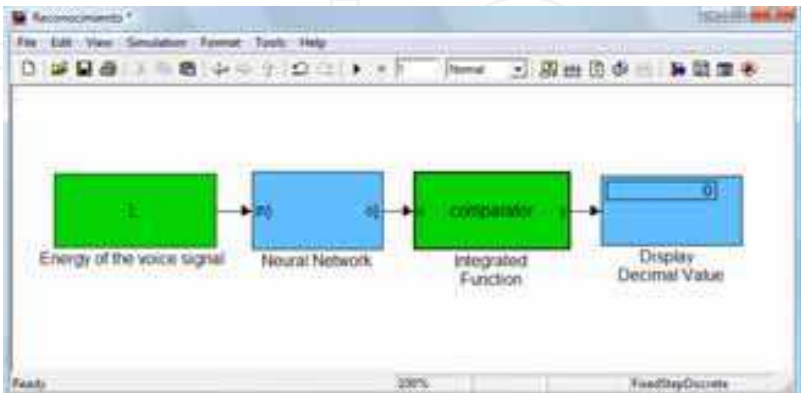 Reconocimiento *
File Edit View Simulation Format Tools Help
Normal
comparator
0
Energy of the voice signal
Neural Network
Integrated
Function
Display
Decimal Value
Ready
100%
FixedStepDiscrete